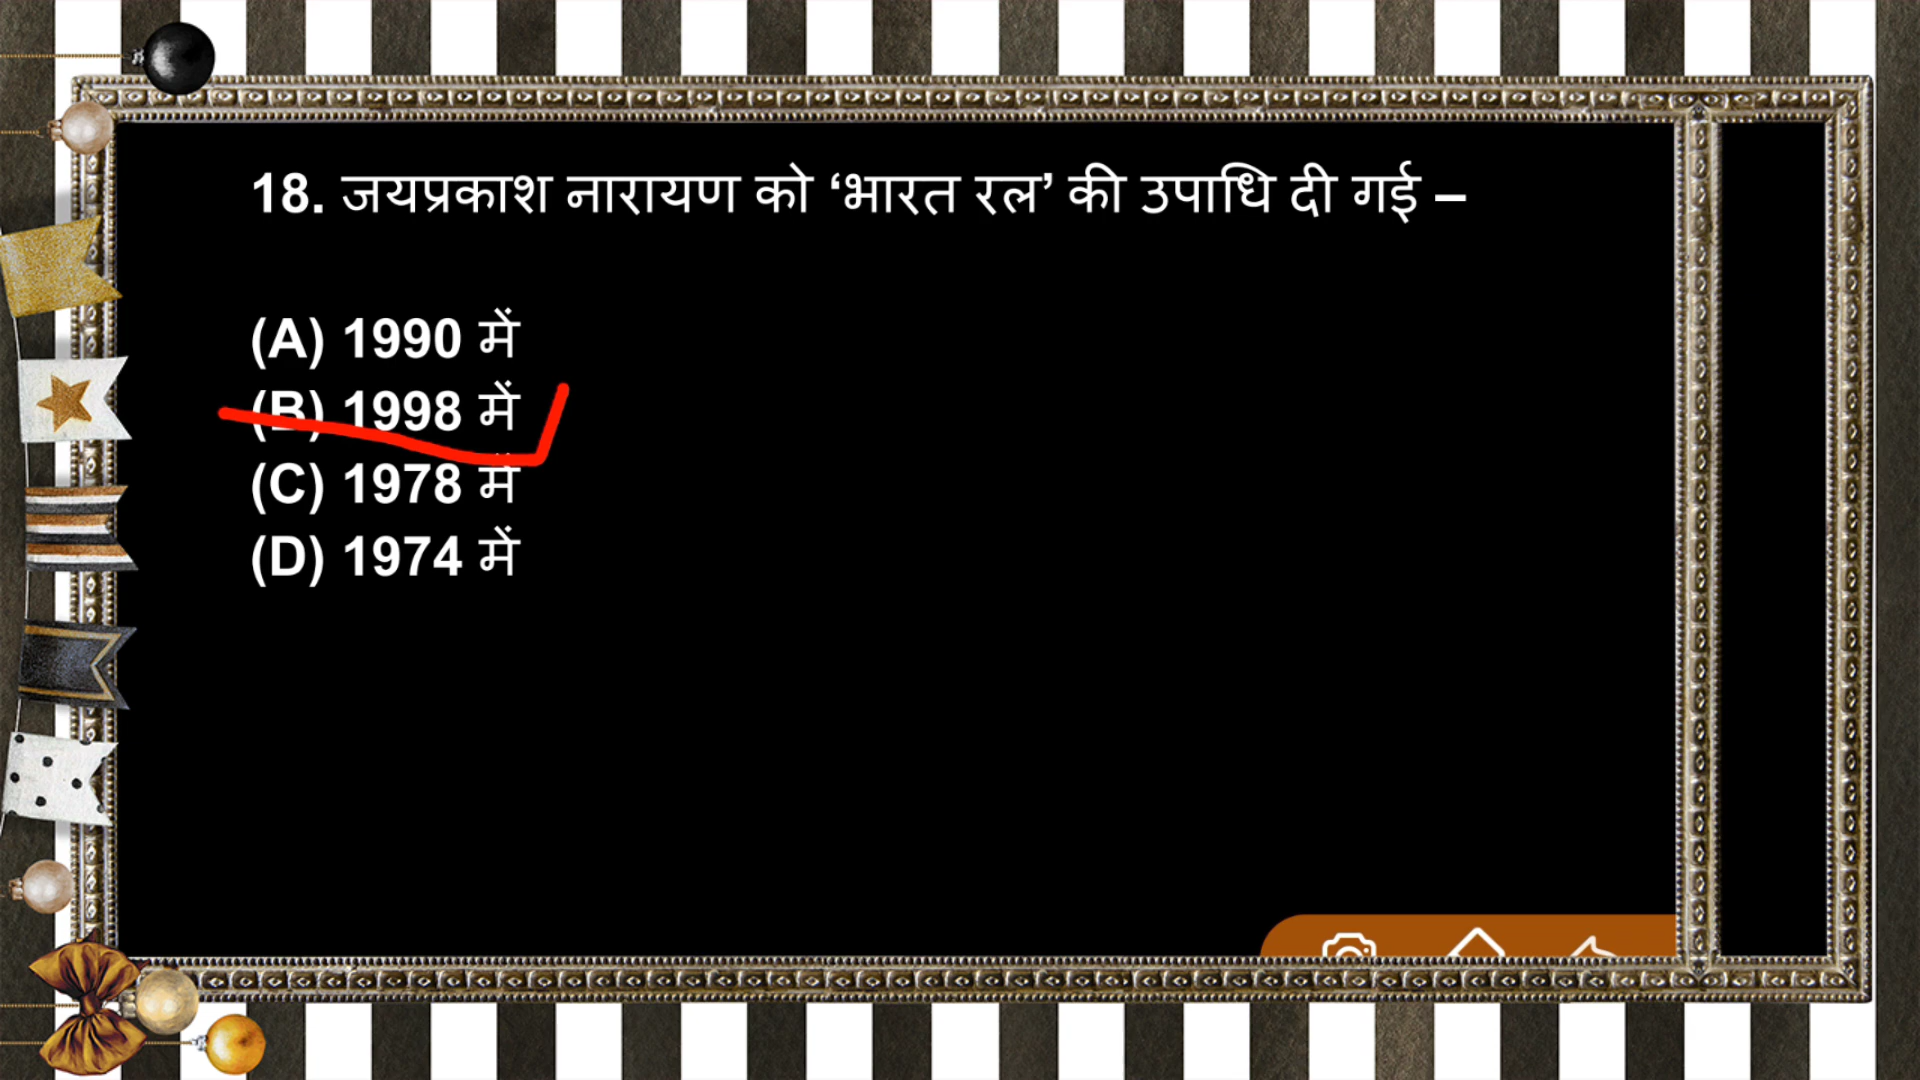 18. जयप्रकाश नारायण को ‘भारत रत्न’ की उपाधि दी गई –
(A) 1990 में
(B) 1998 में
(C) 1978 में
(D) 1974 में